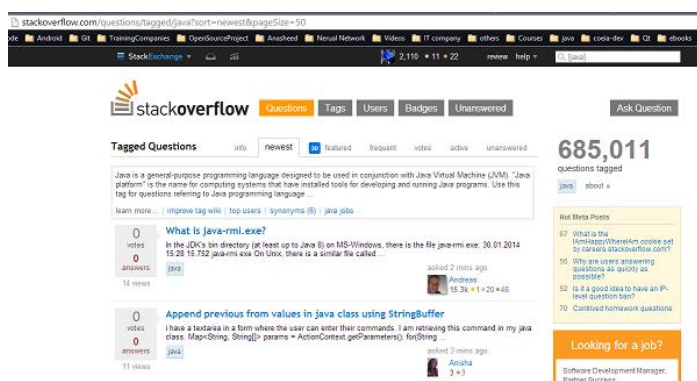 stackoverflow.com/questions/tagged/java?sort=newest&pageSize=50
ode Android Git TrainingCompanies OpenSourceProject Anasheed Nerual Network Videos IT company others Courses java coeia-dev Qt ebooks
StackExchange 2,110 11 22 review help [java]
stackoverflow Questions Tags Users Badges Unanswered Ask Question
Tagged Questions info newest 30 featured frequent votes active unanswered
685,011
questions tagged
java about »
Java is a general-purpose programming language designed to be used in conjunction with Java Virtual Machine (JVM). "Java
platform" is the name for computing systems that have installed tools for developing and running Java programs. Use this
tag for questions referring to Java programming language ...
learn more... | improve tag wiki | top users | synonyms (6) | java jobs
0
votes
0
answers
14 views
What is java-rmi.exe?
In the JDK's bin directory (at least up to Java 8) on MS-Windows, there is the file java-rmi.exe: 30.01.2014
15:28 15.752 java-rmi.exe On Unix, there is a similar file called ...
java
asked 2 mins ago
Andreas
15.3k 1 20 46
0
votes
0
answers
11 views
Append previous from values in java class using StringBuffer
i have a textarea in a form where the user can enter their commands. I am retrieving this command in my java
class. Map<String, String[]> params = ActionContext.getParameters(); for(String ...
java
asked 3 mins ago
Anisha
3 3
Hot Meta Posts
67 What is the
IAmHappyWhereIAm cookie set
by careers.stackoverflow.com?
56 Why are users answering
questions as quickly as
possible?
52 Is it a good idea to have an IP-
level question ban?
70 Contrived homework questions
Looking for a job?
Software Development Manager,
Partner Success